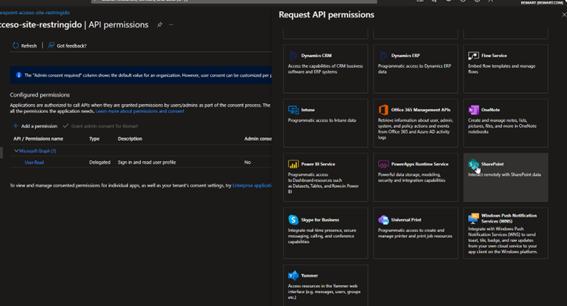 BISMART (BISMART.COM)
repoint-acceso-site-restringido
Request API permissions
cceso-site-restringido | API permissions
Refresh
Got feedback?
The "Admin consent required" column shows the default value for an organization. However, user consent can be customized per p
Configured permissions
Applications are authorized to call APIs when they are granted permissions by users/admins as part of the consent process. The
all the permissions the application needs. Learn more about permissions and consent
Add a permission
Grant admin consent for Bismart
API / Permissions name
Type
Description
Admin conse
Microsoft Graph (1)
User.Read
Delegated
Sign in and read user profile
No
To view and manage consented permissions for individual apps, as well as your tenant's consent settings, try Enterprise applicatio
Dynamics CRM
Access the capabilities of CRM business
software and ERP systems
Dynamics ERP
Programmatic access to Dynamics ERP
data
Flow Service
Embed flow templates and manage
flows
Intune
Programmatic access to Intune data
Office 365 Management APIs
Retrieve information about user, admin,
system, and policy actions and events
from Office 365 and Azure AD activity
logs
OneNote
Create and manage notes, lists,
pictures, files, and more in OneNote
notebooks
Power BI Service
Programmatic access to
Dashboard resources such
as Datasets, Tables, and Rows in Power
BI
PowerApps Runtime Service
Powerful data storage, modeling,
security and integration capabilities
SharePoint
Interact remotely with SharePoint data
Skype for Business
Integrate real-time presence, secure
messaging, calling, and conference
capabilities
Universal Print
Programmatic access to create and
manage printer and print job resources
Windows Push Notification
Services (WNS)
Integrate with Windows Push
Notification Services (WNS) to send
toast, tile, badge, and raw updates
from your own cloud service to your
app client on the Windows platform.
Yammer
Access resources in the Yammer web
interface (e.g. messages, users, groups
etc.)